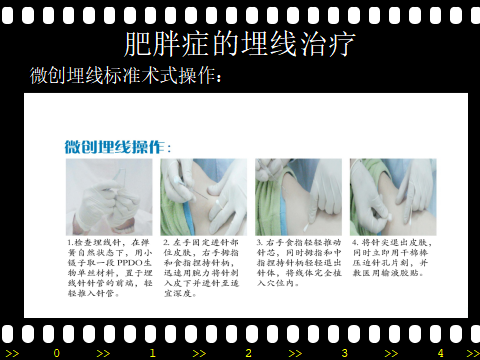 肥胖症的埋线治疗
微创埋线标准术式操作：
微创埋线操作：
1.检查埋线针，在弹
簧自然状态下，用小
镊子取一段 PPDO生
物单丝材料，置于埋
线针针管的前端，轻
轻推入针管。
2. 左手固定进针部
位皮肤，右手拇指
和食指捏持针柄，
迅速用腕力将针刺
入皮下并进针至适
宜深度。
3. 右手食指轻轻推动
针芯，同时拇指和中
指捏持针柄轻轻退出
针体，将线体完全植
入穴位内。
4. 将针尖退出皮肤，
同时立即用干棉棒
压迫针孔片刻，并
敷医用输液胶贴。
>> 0 >> 1 >> 2 >> 3 >> 4 >>